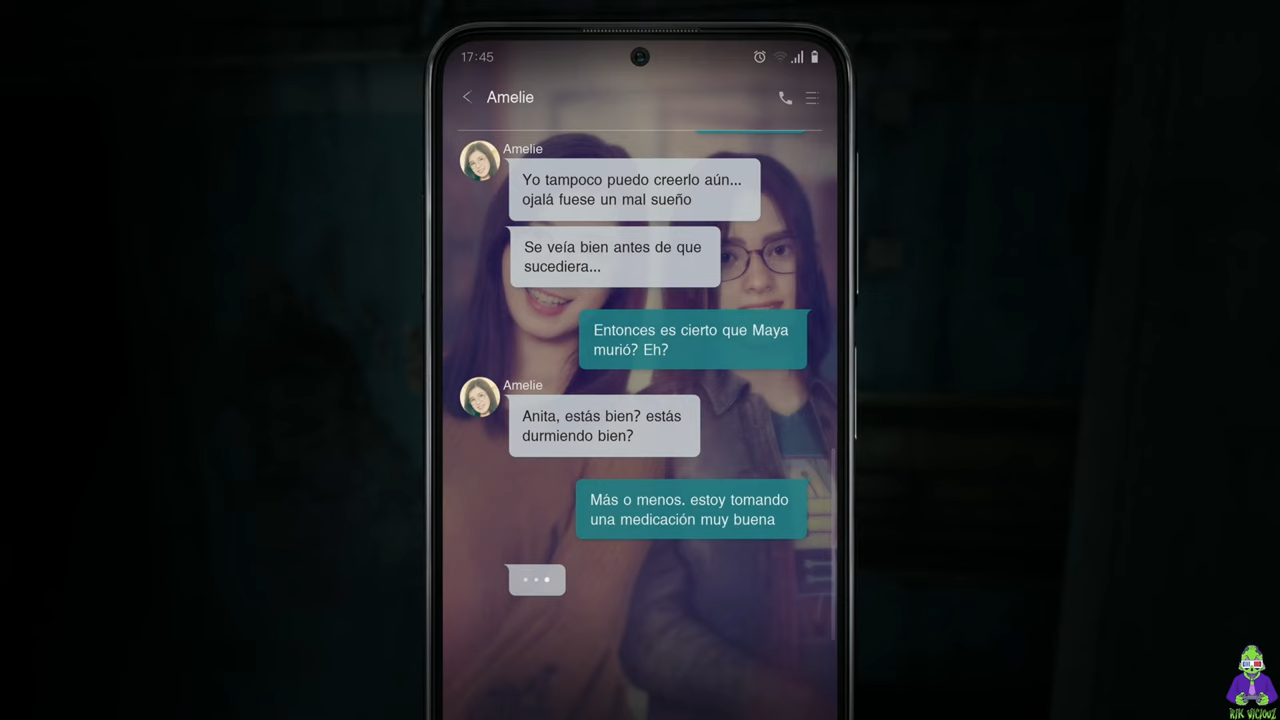 17:45
Amelie
Amelie
Yo tampoco puedo creerlo aún...
ojalá fuese un mal sueño
Se veía bien antes de que
sucediera...
Entonces es cierto que Maya
murió? Eh?
Amelie
Anita, estás bien? estás
durmiendo bien?
Más o menos. estoy tomando
una medicación muy buena
RIK VICIOUZ